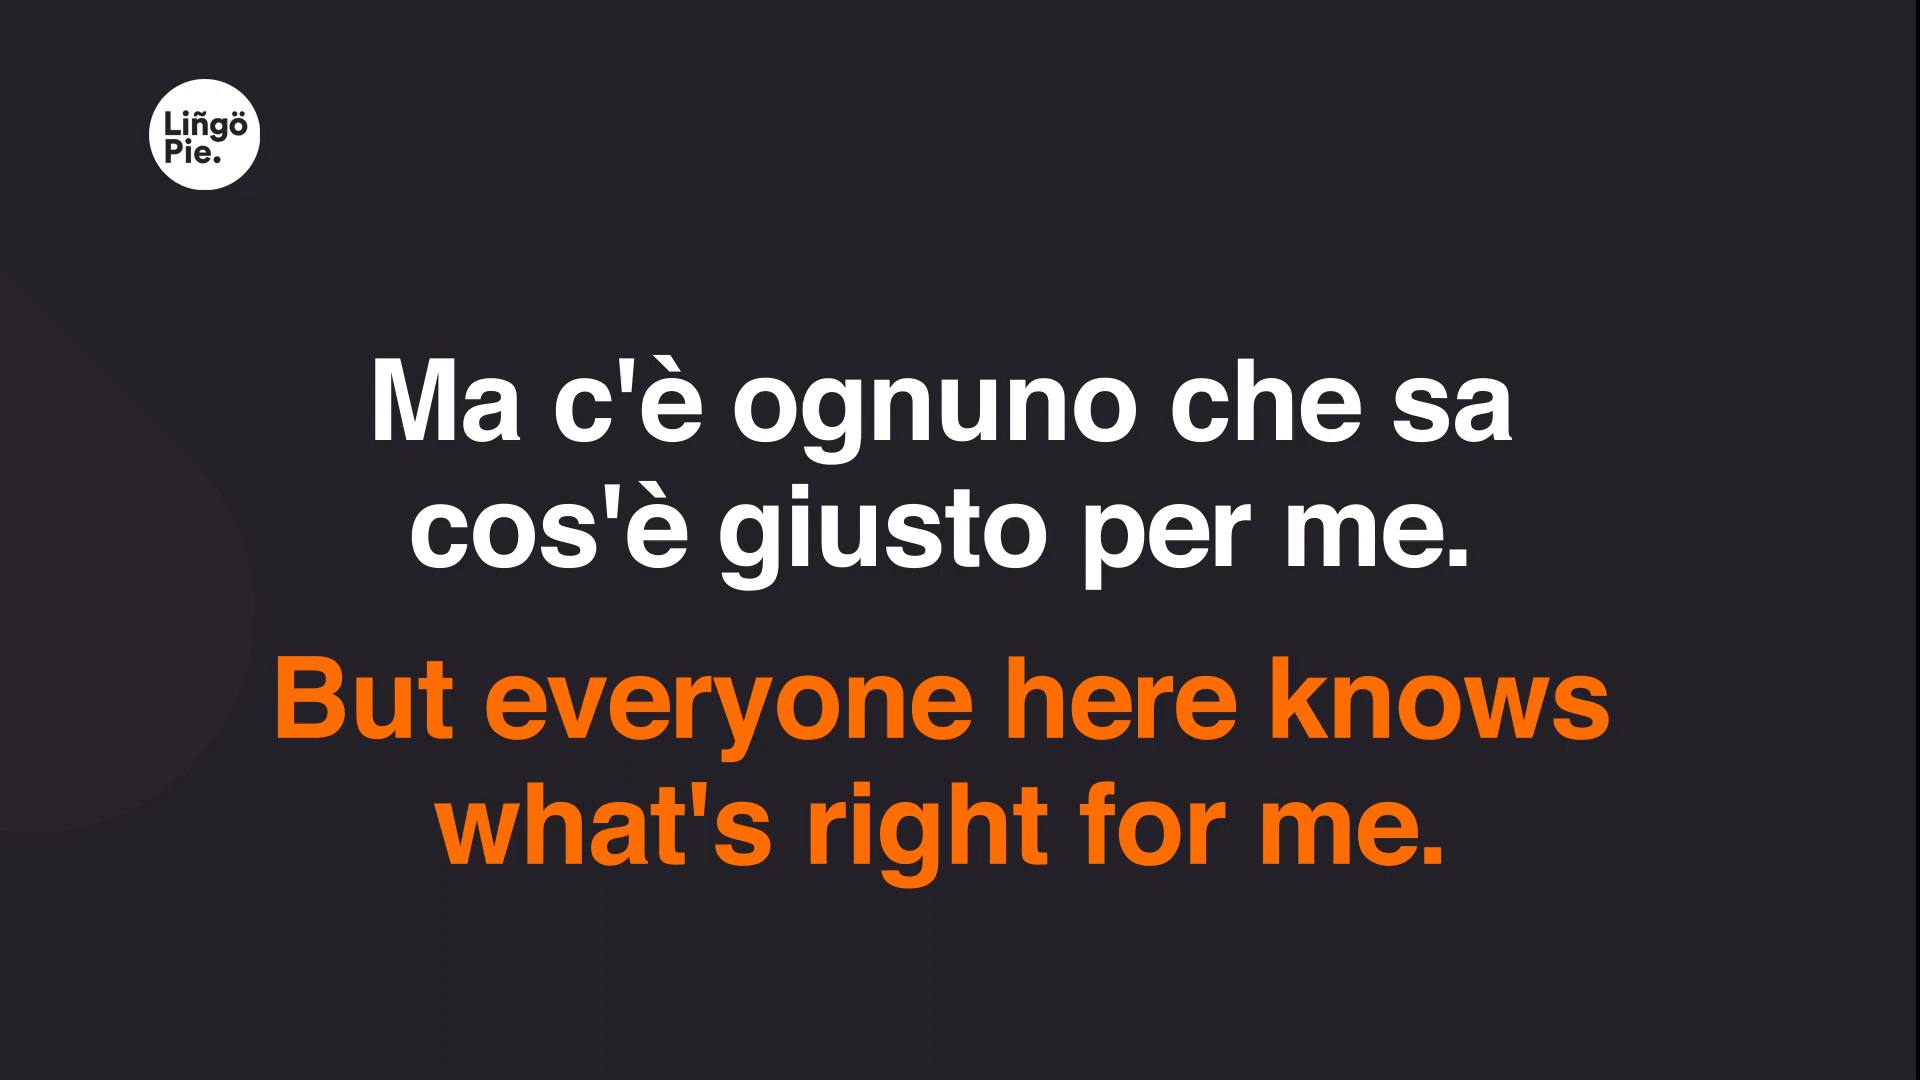 Liñgö
Pie.
Ma c'è ognuno che sa
cos'è giusto per me.
But everyone here knows
what's right for me.